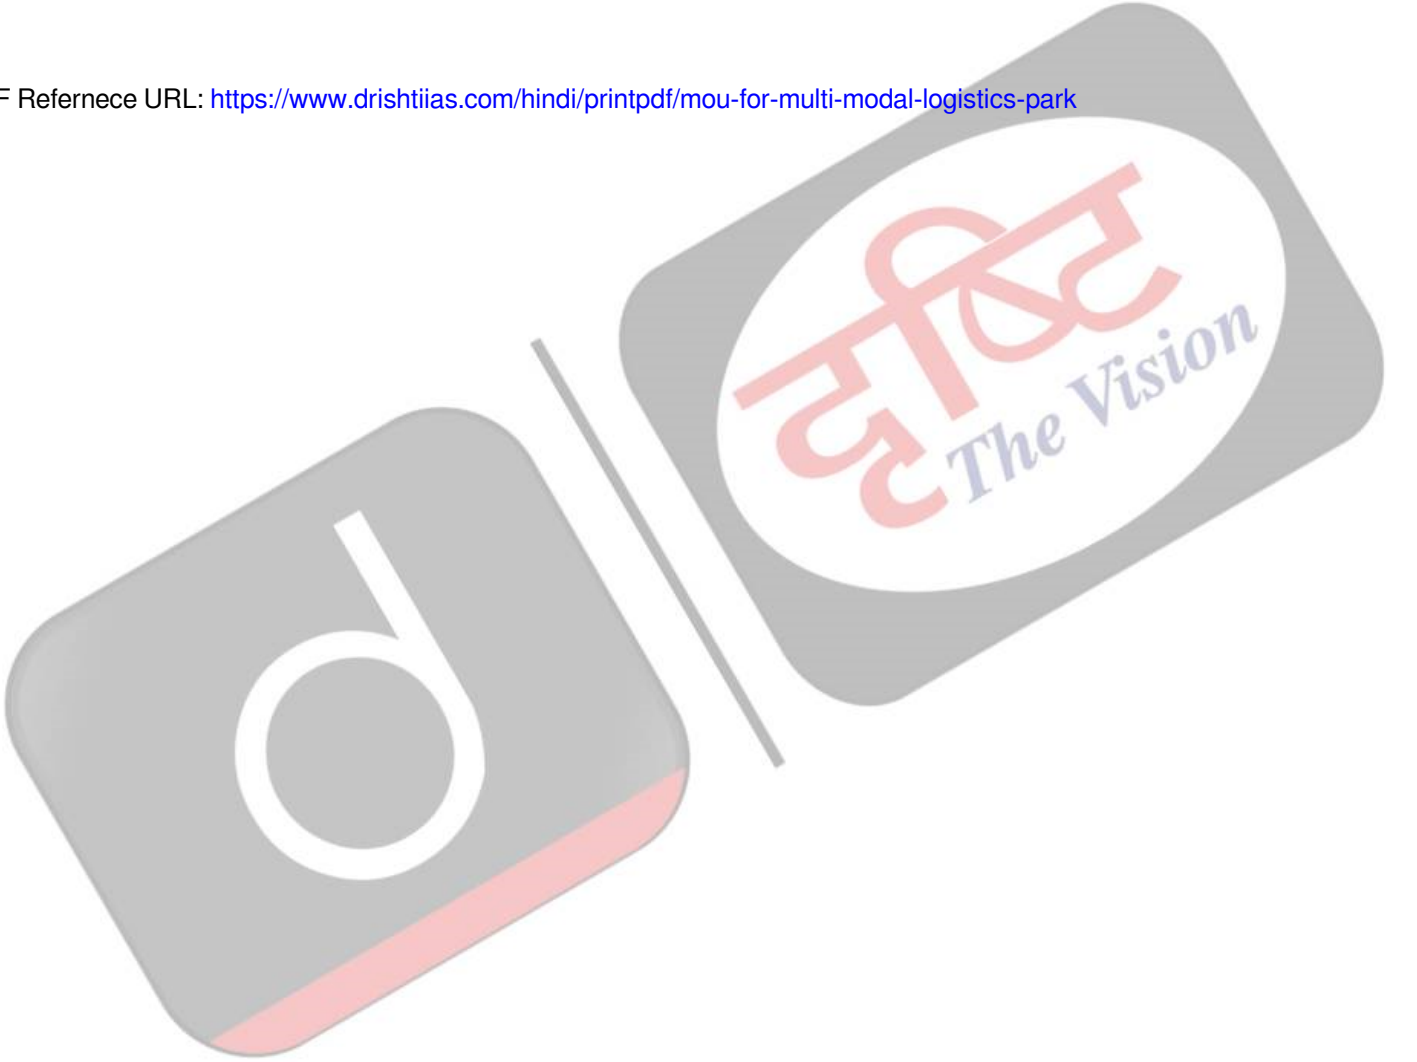 F Refernece URL: https://www.drishtiias.com/hindi/printpdf/mou-for-multi-modal-logistics-park
दृष्टि
The Vision
d